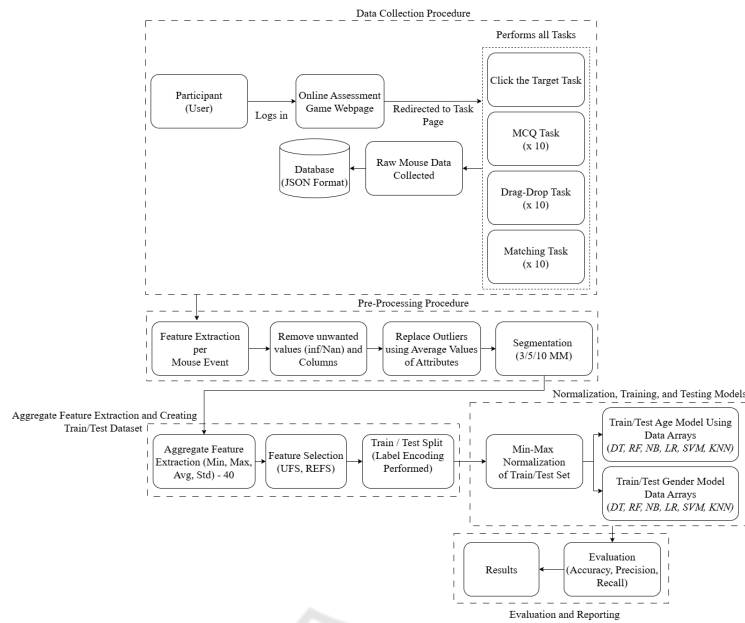 Data Collection Procedure
Performs all Tasks
Participant
(User)
Logs in
Online Assessment
Game Webpage
Redirected to Task
Page
Click the Target Task
MCQ Task
(x 10)
Drag-Drop Task
(x 10)
Matching Task
(x 10)
Raw Mouse Data
Collected
Database
(JSON Format)
Pre-Processing Procedure
Feature Extraction
per
Mouse Event
Remove unwanted
values (inf/Nan) and
Columns
Replace Outliers
using Average Values
of Attributes
Segmentation
(3/5/10 MM)
Aggregate Feature Extraction and Creating
Train/Test Dataset
Aggregate Feature
Extraction (Min, Max,
Avg, Std) - 40
Feature Selection
(UFS, REFS)
Train / Test Split
(Label Encoding
Performed)
Normalization, Training, and Testing Models
Min-Max
Normalization
of Train/Test Set
Train/Test Age Model Using
Data Arrays
(DT, RF, NB, LR, SVM, KNN)
Train/Test Gender Model
Data Arrays
(DT, RF, NB, LR, SVM, KNN)
Results
Evaluation
(Accuracy, Precision,
Recall)
Evaluation and Reporting